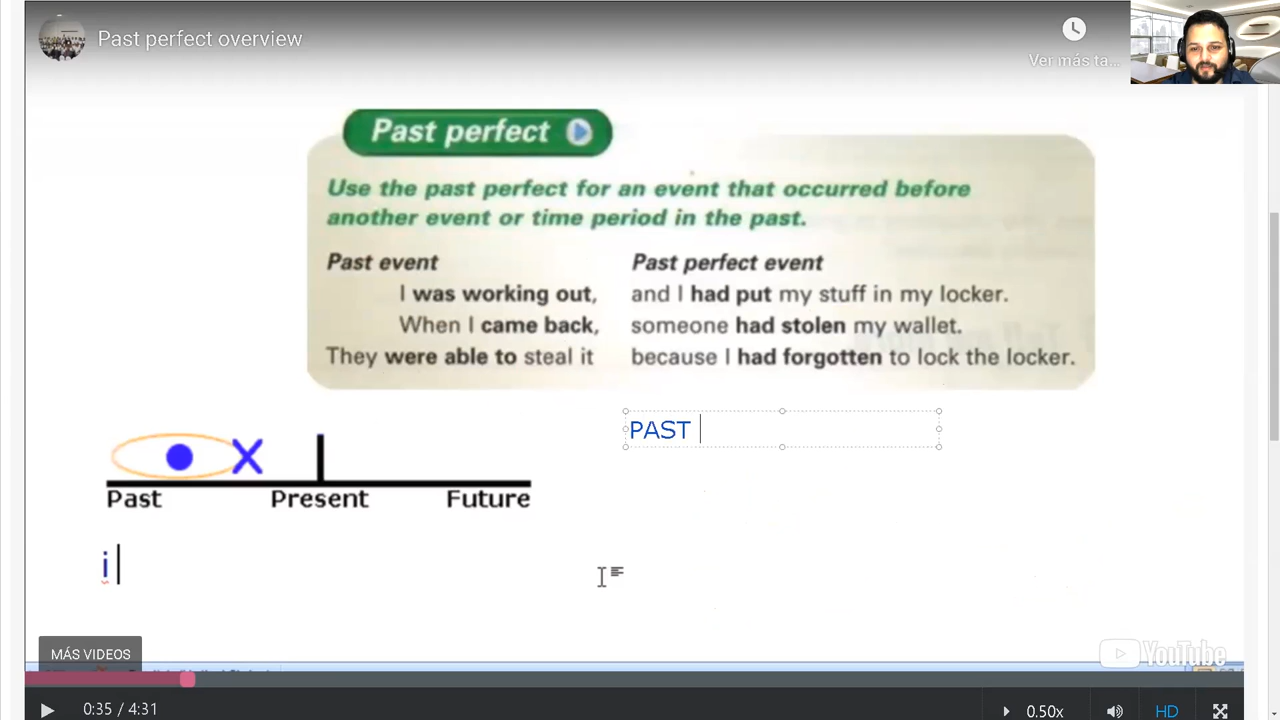 Past perfect overview
Ver más ta...
Past perfect
Use the past perfect for an event that occurred before
another event or time period in the past.
Past event Past perfect event
I was working out, and I had put my stuff in my locker.
When I came back, someone had stolen my wallet.
They were able to steal it because I had forgotten to lock the locker.
PAST
Past Present Future
i
MÁS VIDEOS
YouTube
0:35 / 4:31
0.50x
HD